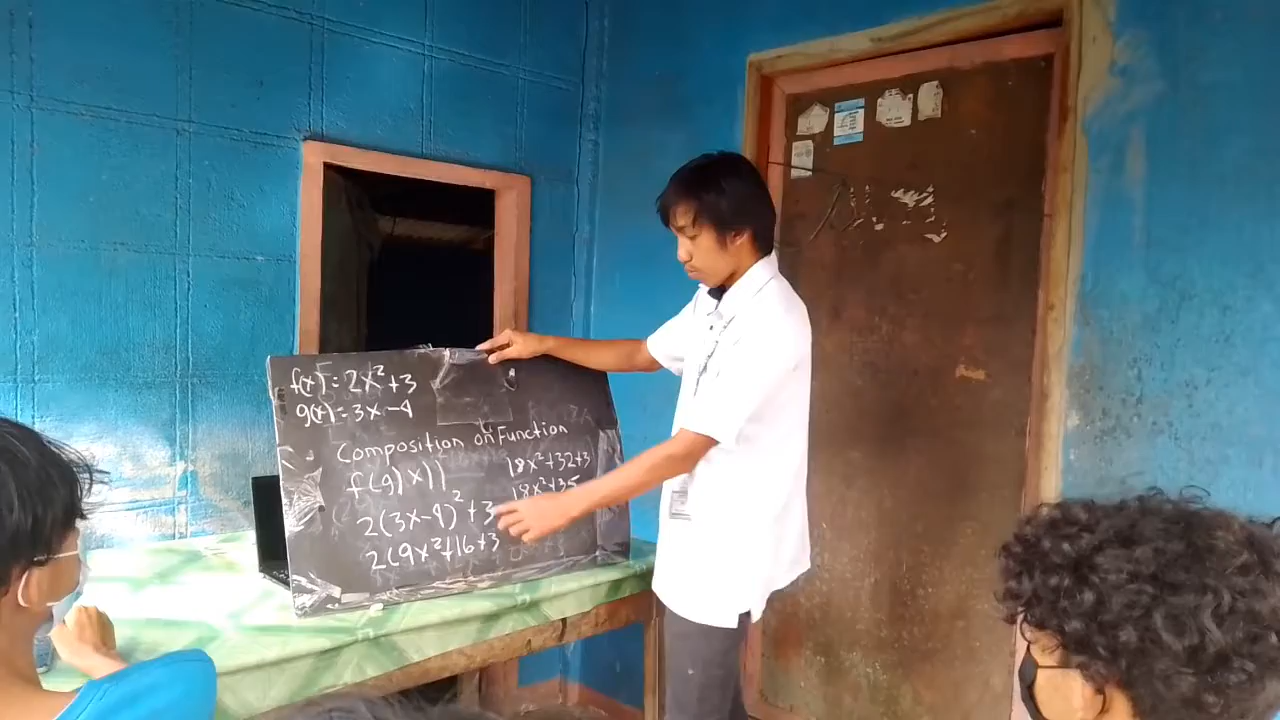 f(x) = 2x² + 3
g(x) = 3x - 4
Composition on Function
f(g)x))
2(3x-4)² + 3
2(9x²+16+3
18x²+32+3
18x²+35